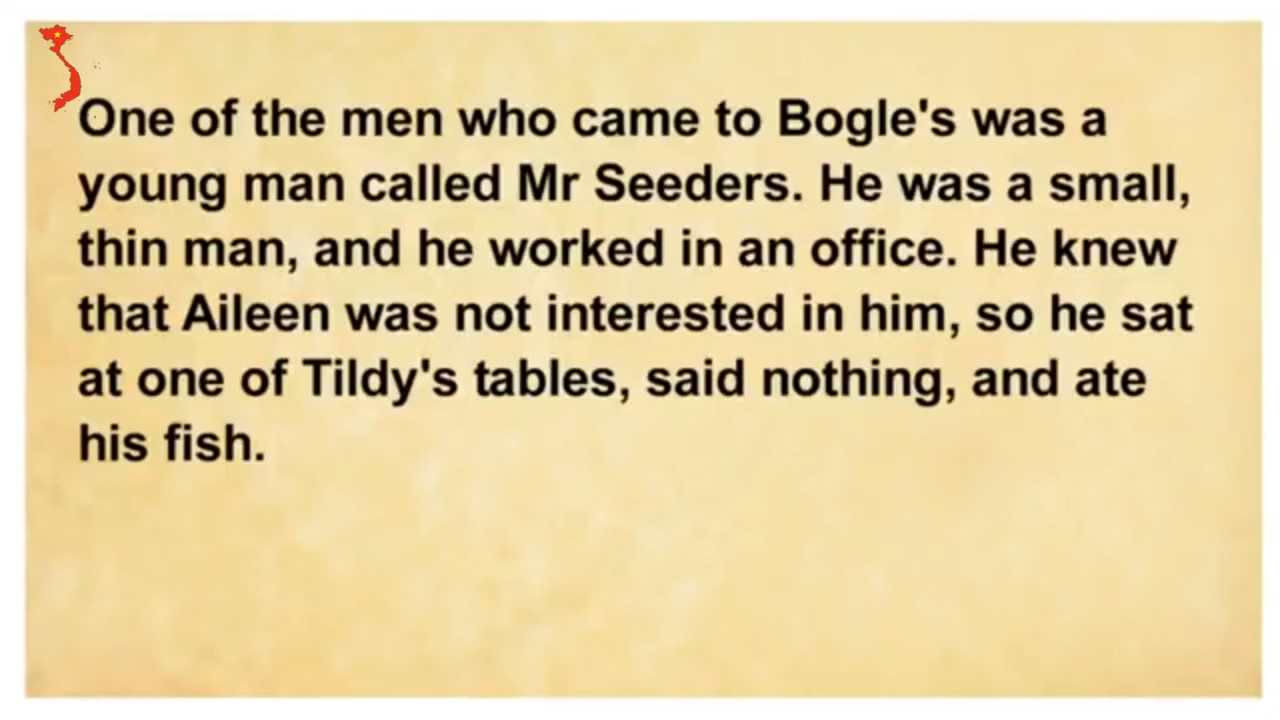 One of the men who came to Bogle's was a
young man called Mr Seeders. He was a small,
thin man, and he worked in an office. He knew
that Aileen was not interested in him, so he sat
at one of Tildy's tables, said nothing, and ate
his fish.